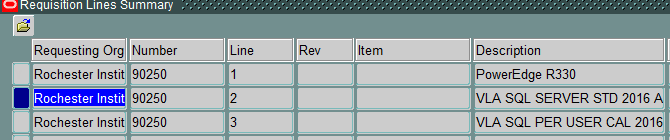 Requisition Lines Summary
Requesting Org Number Line Rev Item Description
Rochester Instit 90250 1 PowerEdge R330
Rochester Instit 90250 2 VLA SQL SERVER STD 2016 A
Rochester Instit 90250 3 VLA SQL PER USER CAL 2016